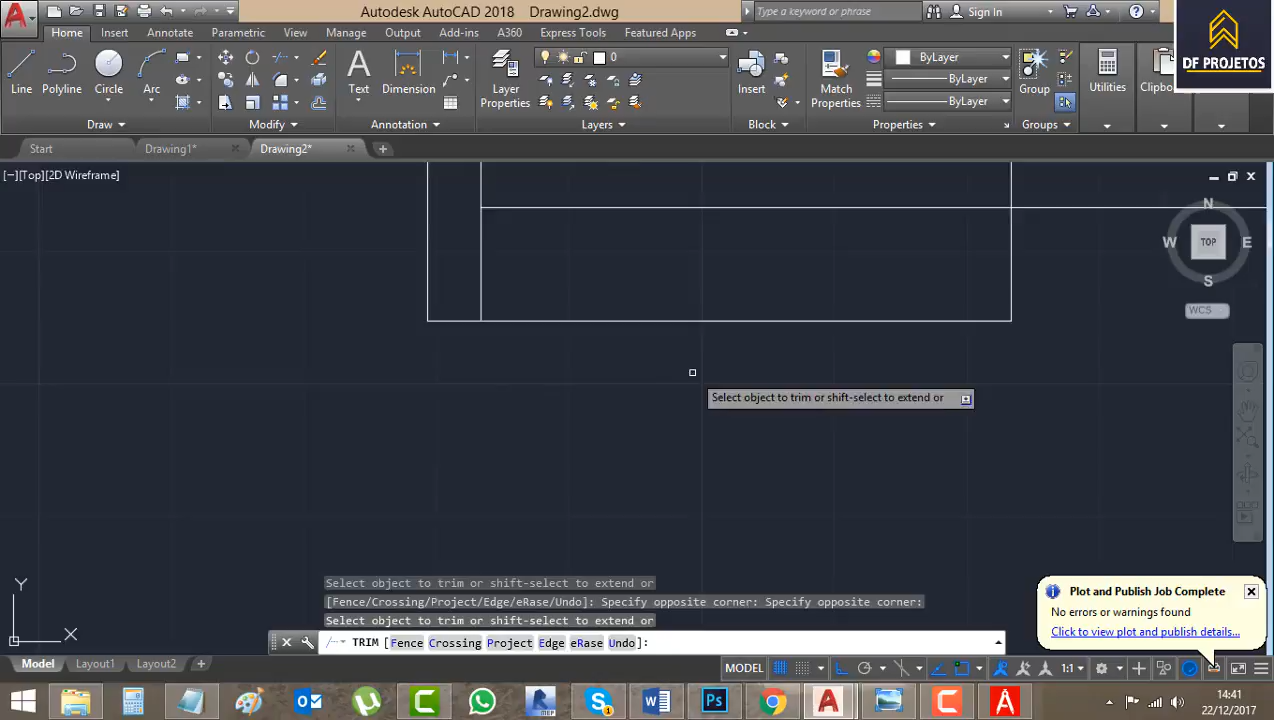 Autodesk AutoCAD 2018 Drawing2.dwg
Type a keyword or phrase
Sign In
DF PROJETOS
Home Insert Annotate Parametric View Manage Output Add-ins A360 Express Tools Featured Apps
Line Polyline Circle Arc
Text Dimension
Layer Properties
0
Insert
Match Properties
ByLayer
ByLayer
ByLayer
Group
Utilities
Clipbo
Draw Modify Annotation Layers Block Properties Groups
Start Drawing1* Drawing2*
[−][Top][2D Wireframe]
N
W TOP E
S
WCS
Select object to trim or shift-select to extend or
Y
X
Select object to trim or shift-select to extend or
[Fence/Crossing/Project/Edge/eRase/Undo]: Specify opposite corner: Specify opposite corner:
Select object to trim or shift-select to extend or
TRIM [Fence Crossing Project Edge eRase Undo]:
Plot and Publish Job Complete
No errors or warnings found
Click to view plot and publish details...
Model Layout1 Layout2 +
MODEL 1:1
14:41
22/12/2017